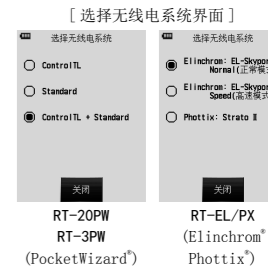 [ 选择无线电系统界面 ]
选择无线电系统
ControlTL
Standard
ControlTL + Standard
关闭
RT-20PW
RT-3PW
(PocketWizard®)
选择无线电系统
Elinchrom: EL-Skypor
Normal(正常模
Elinchrom: EL-Skypor
Speed(高速模式
Phottix: Strato II
关闭
RT-EL/PX
(Elinchrom®
Phottix®)